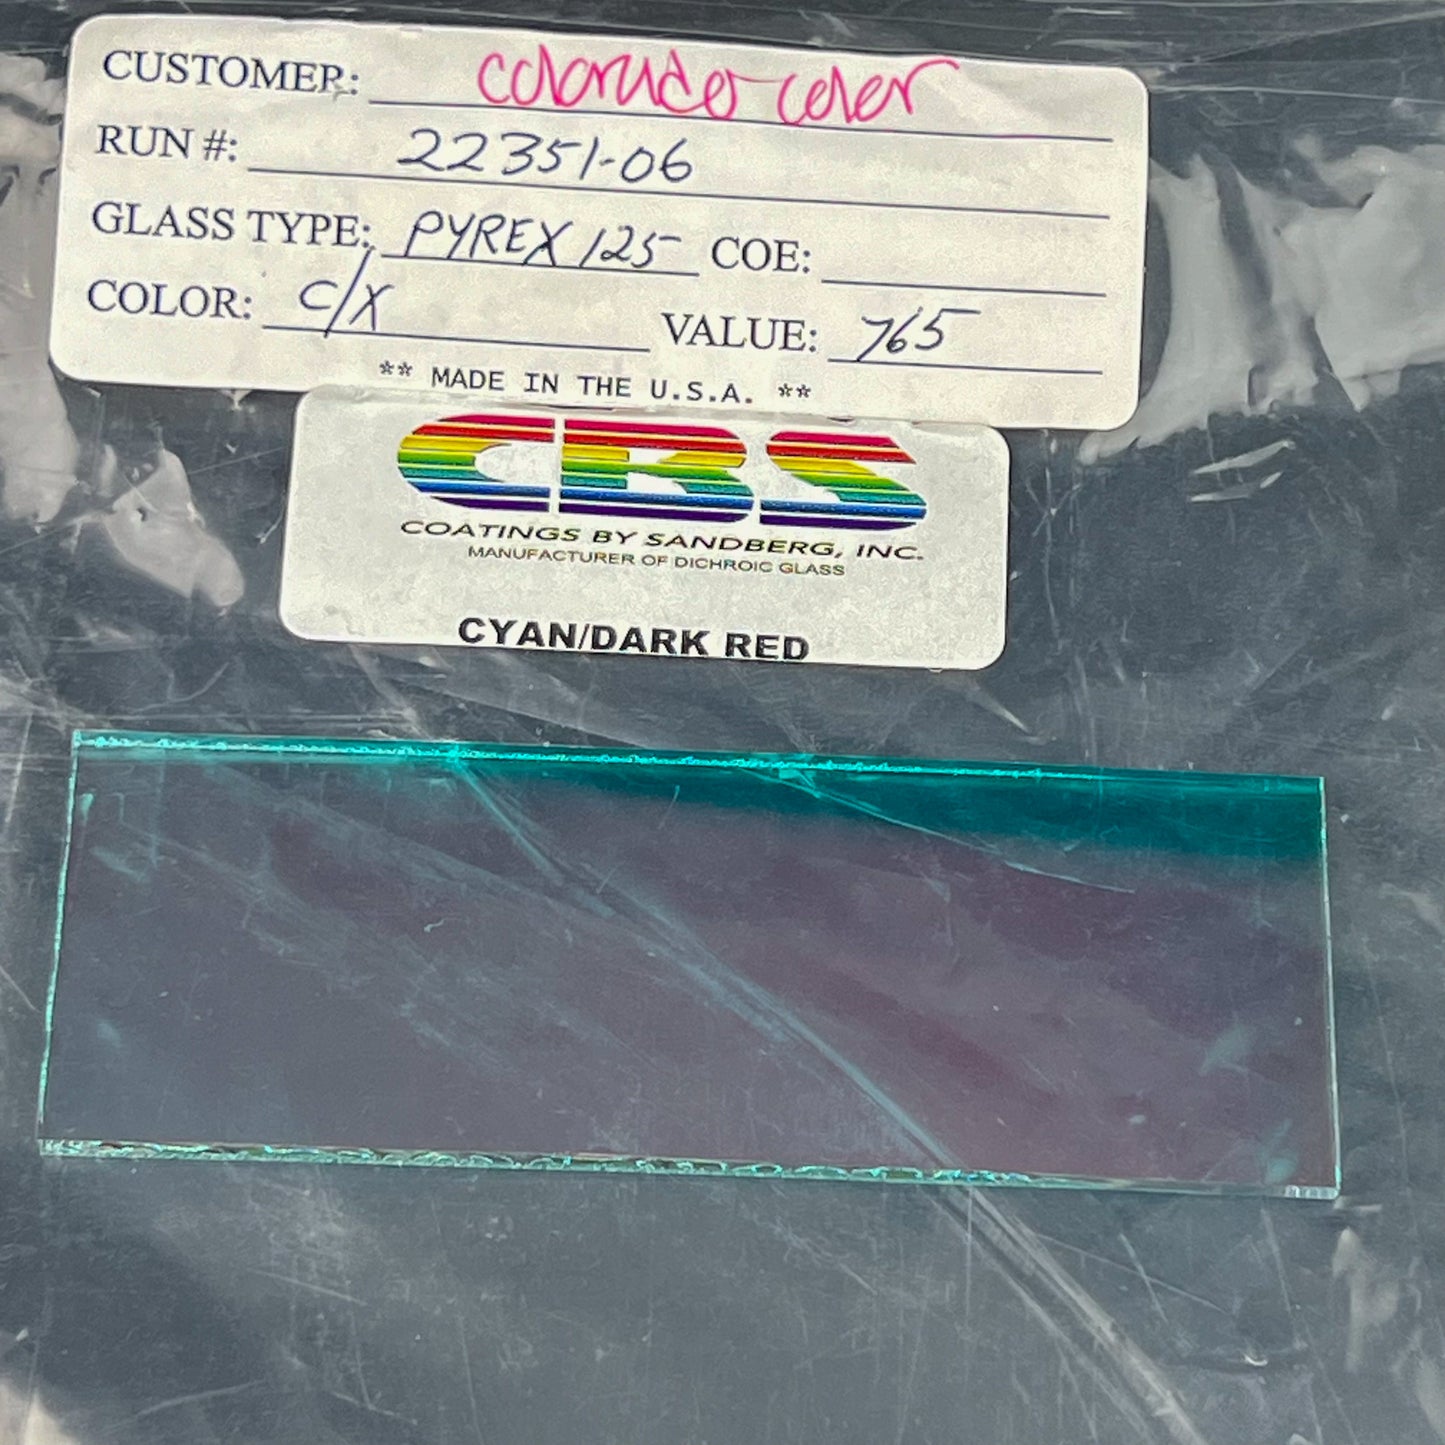 CUSTOMER:
RUN #: 22351-06
GLASS TYPE: PYREX 125 COE:
COLOR: C/X VALUE: 765
** MADE IN THE U.S.A. **
CBS
COATINGS BY SANDBERG, INC.
MANUFACTURER OF DICHROIC GLASS
CYAN/DARK RED